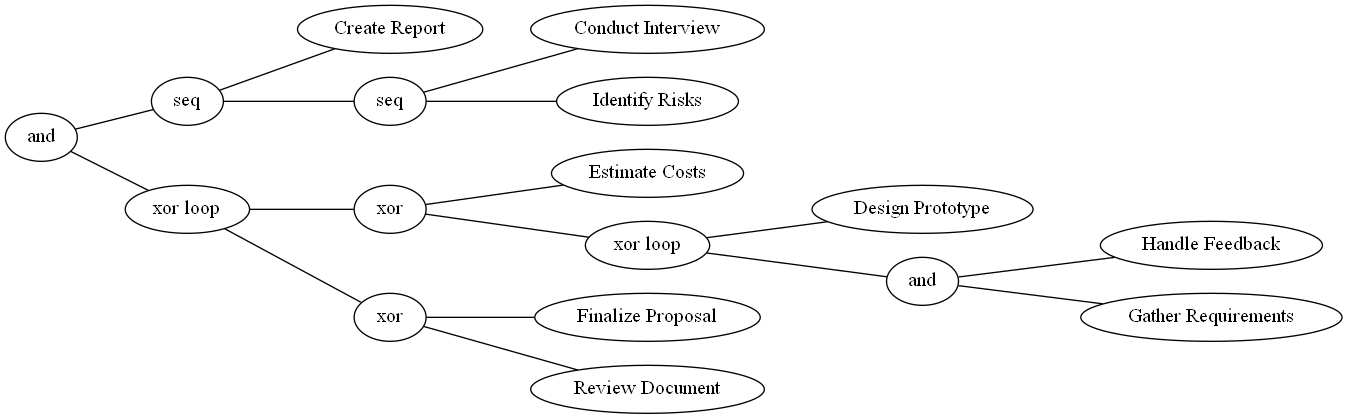 Create Report
Conduct Interview
seq
seq
Identify Risks
and
Estimate Costs
xor loop
xor
Design Prototype
xor loop
Handle Feedback
and
Finalize Proposal
xor
Gather Requirements
Review Document